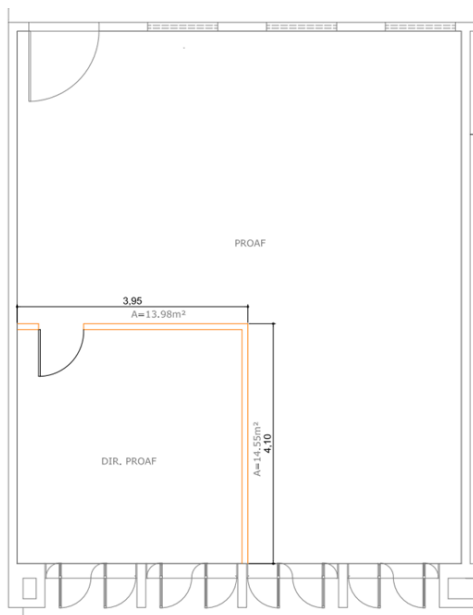 PROAF
3,95
A=13.98m²
A=14.55m²
4,10
DIR. PROAF